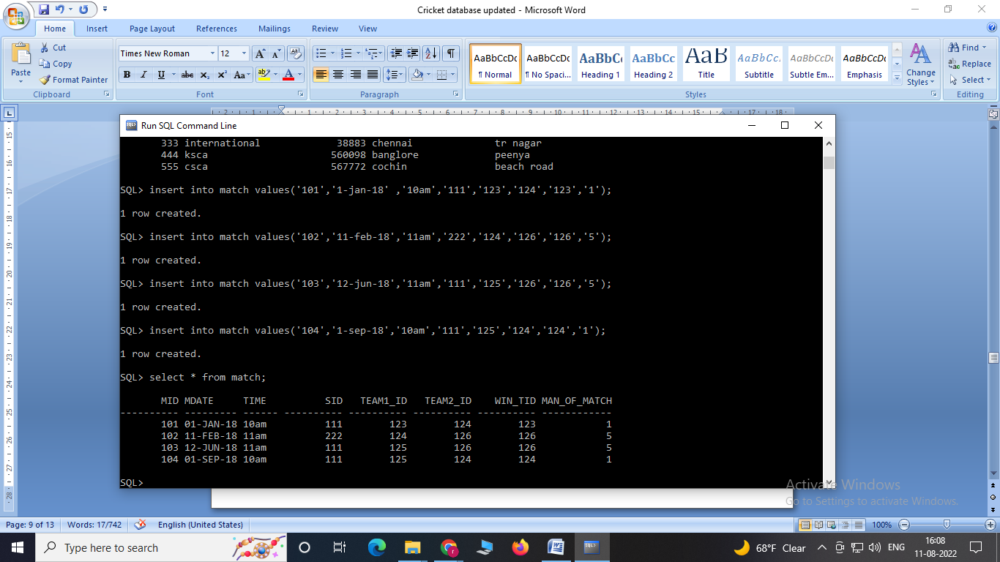 Cricket database updated - Microsoft Word
Home Insert Page Layout References Mailings Review View
Paste
Cut
Copy
Format Painter
Clipboard
Times New Roman 12
B I U abe x₂ x² Aa A
Font
Paragraph
AaBbCcDc AaBbCcDc AaBbC AaBbCc AaB AaBbCc. AaBbCcDc AaBbCcDc
¶ Normal ¶ No Spaci... Heading 1 Heading 2 Title Subtitle Subtle Em... Emphasis
Change Styles
Styles
Find
Replace
Select
Editing
Run SQL Command Line
333 international 38883 chennai tr nagar
444 ksca 560098 banglore peenya
555 csca 567772 cochin beach road
SQL> insert into match values('101','1-jan-18' ,'10am','111','123','124','123','1');
1 row created.
SQL> insert into match values('102','11-feb-18','11am','222','124','126','126','5');
1 row created.
SQL> insert into match values('103','12-jun-18','11am','111','125','126','126','5');
1 row created.
SQL> insert into match values('104','1-sep-18','10am','111','125','124','124','1');
1 row created.
SQL> select * from match;
MID MDATE TIME SID TEAM1_ID TEAM2_ID WIN_TID MAN_OF_MATCH
---------- --------- ------ ---------- ---------- ---------- ---------- ------------
101 01-JAN-18 10am 111 123 124 123 1
102 11-FEB-18 11am 222 124 126 126 5
103 12-JUN-18 11am 111 125 126 126 5
104 01-SEP-18 10am 111 125 124 124 1
SQL>
Activate Windows
Go to Settings to activate Windows.
Page: 9 of 13 Words: 17/742 English (United States) 100%
Type here to search
68°F Clear ENG
16:08
11-08-2022